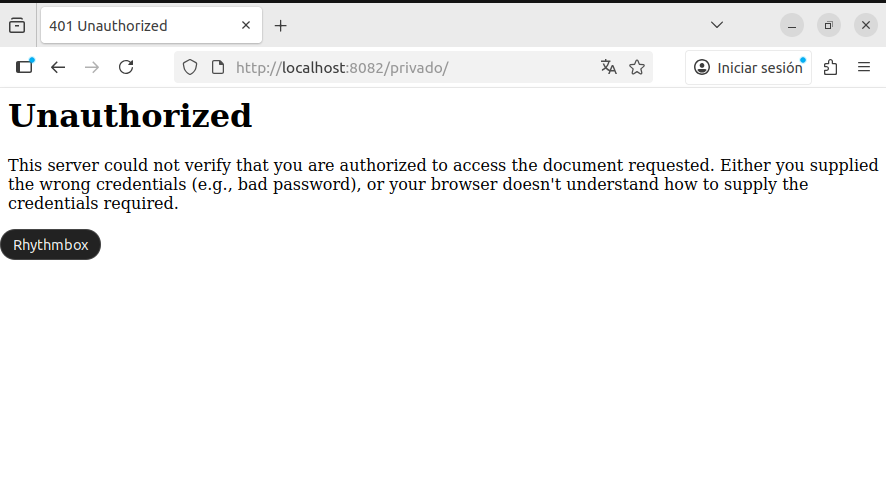 401 Unauthorized
http://localhost:8082/privado/
Iniciar sesión
Unauthorized
This server could not verify that you are authorized to access the document requested. Either you supplied
the wrong credentials (e.g., bad password), or your browser doesn't understand how to supply the
credentials required.
Rhythmbox